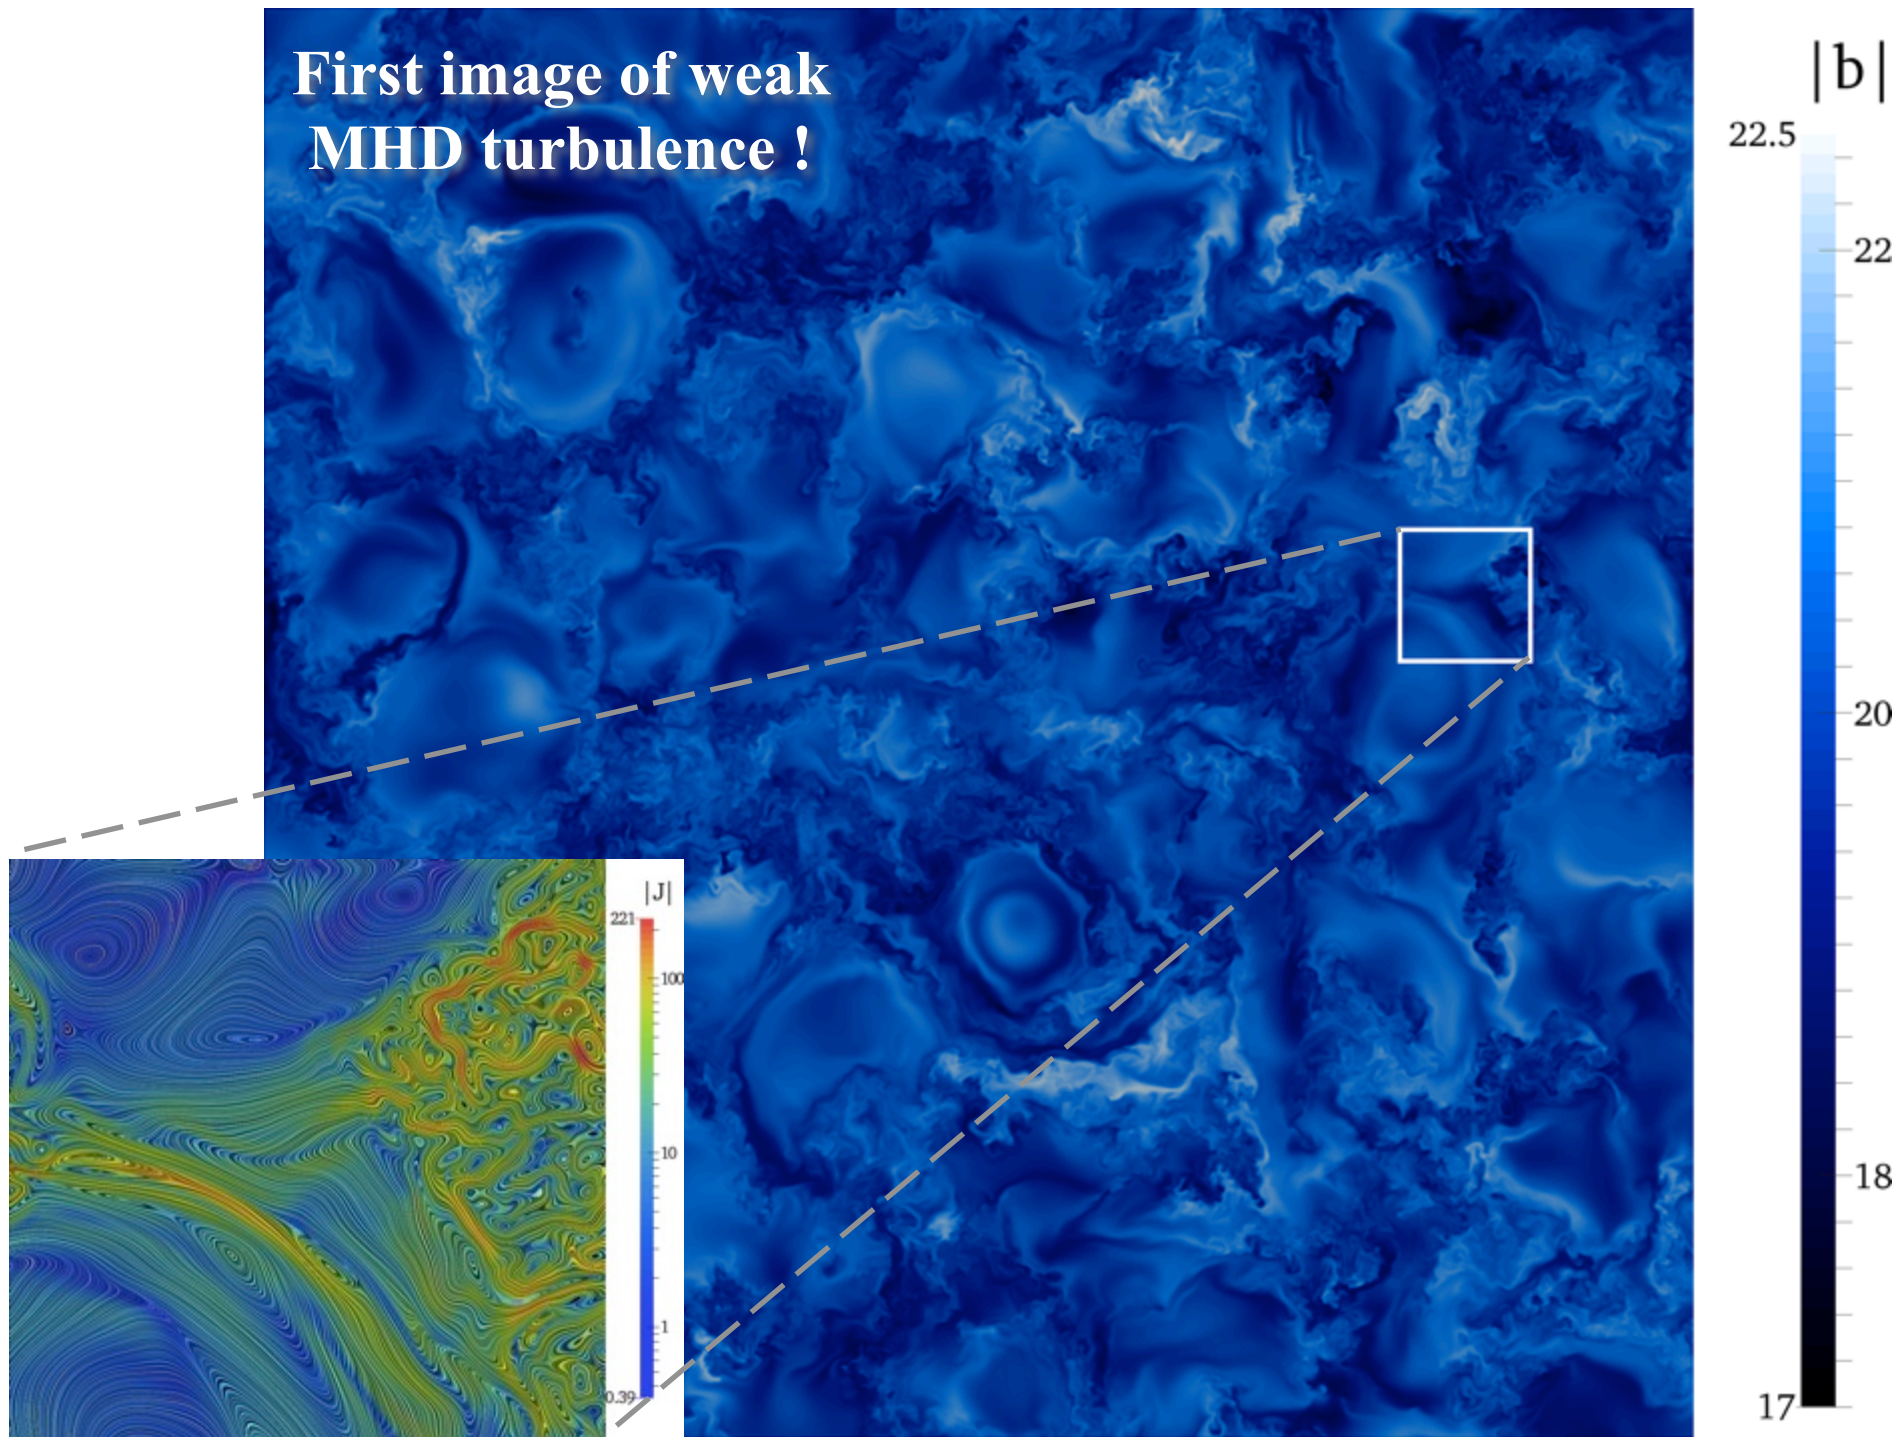 First image of weak
MHD turbulence !
|b|
22.5
22
20
18
17
|J|
221
100
10
1
0.39